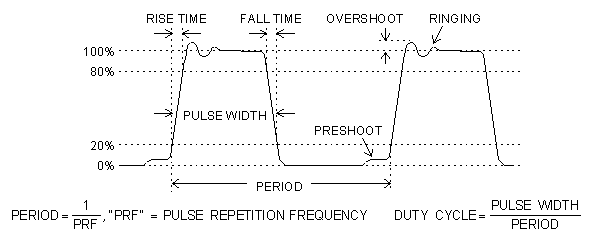 RISE TIME FALL TIME OVERSHOOT RINGING
100%
80%
PULSE WIDTH
PRESHOOT
20%
0%
PERIOD
PERIOD = 1/PRF , "PRF" = PULSE REPETITION FREQUENCY DUTY CYCLE = PULSE WIDTH/PERIOD